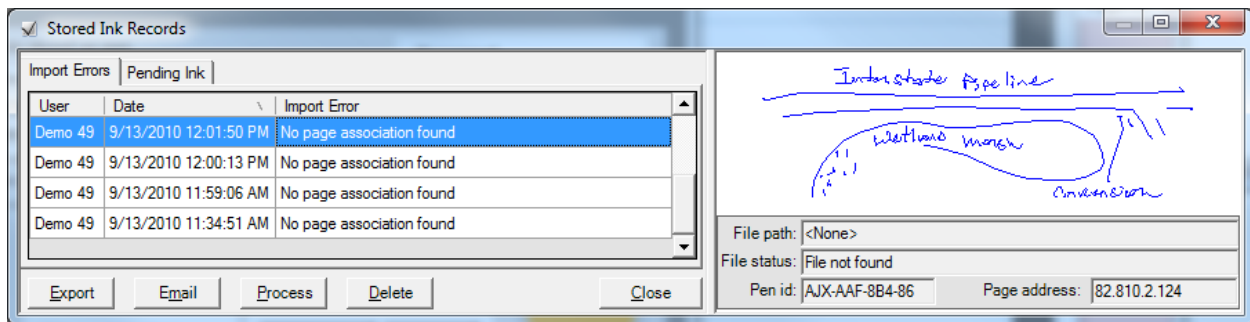 Stored Ink Records
Import Errors Pending Ink
User Date Import Error
Demo 49 9/13/2010 12:01:50 PM No page association found
Demo 49 9/13/2010 12:00:13 PM No page association found
Demo 49 9/13/2010 11:59:06 AM No page association found
Demo 49 9/13/2010 11:34:51 AM No page association found
Export Email Process Delete Close
Interstate Pipeline
Wetland
File path: <None>
File status: File not found
Pen id: AJX-AAF-8B4-86 Page address: 82.810.2.124